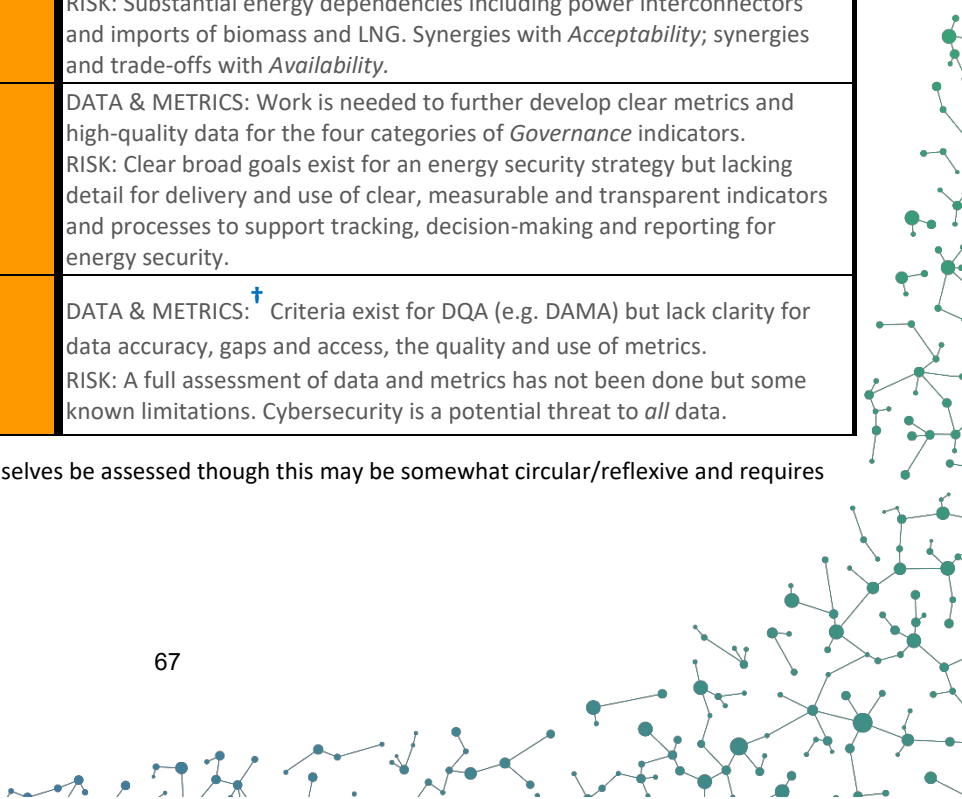 RISK: Substantial energy dependencies including power interconnectors
and imports of biomass and LNG. Synergies with Acceptability; synergies
and trade-offs with Availability.
DATA & METRICS: Work is needed to further develop clear metrics and
high-quality data for the four categories of Governance indicators.
RISK: Clear broad goals exist for an energy security strategy but lacking
detail for delivery and use of clear, measurable and transparent indicators
and processes to support tracking, decision-making and reporting for
energy security.
DATA & METRICS:† Criteria exist for DQA (e.g. DAMA) but lack clarity for
data accuracy, gaps and access, the quality and use of metrics.
RISK: A full assessment of data and metrics has not been done but some
known limitations. Cybersecurity is a potential threat to all data.
selves be assessed though this may be somewhat circular/reflexive and requires
67